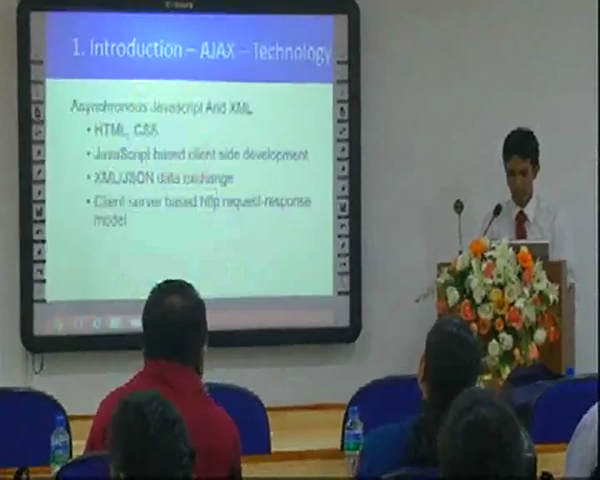 1. Introduction – AJAX – Technology
Asynchronous Javascript And XML
• HTML, CSS
• JavaScript based client side development
• XML/JSON data exchange
• Client server based http request-response
model